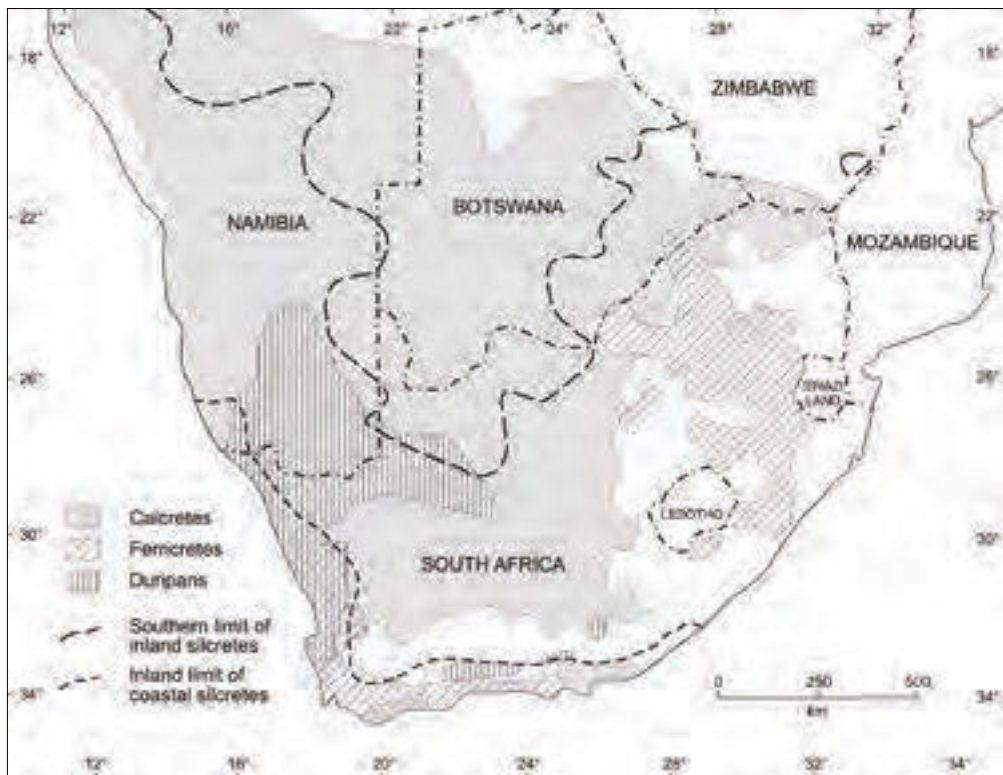 12° 16° 20° 24° 28° 32°
18° 18°
ZIMBABWE
BOTSWANA
22° NAMIBIA 22°
MOZAMBIQUE
26° 26°
SWAZI
LAND
LESOTHO
Calcretes
30° 30°
Ferricretes
SOUTH AFRICA
Duripans
Southern limit of
inland silcretes
Inland limit of
coastal silcretes
0 250 500
34° 34°
km
12° 16° 20° 24° 28° 32°